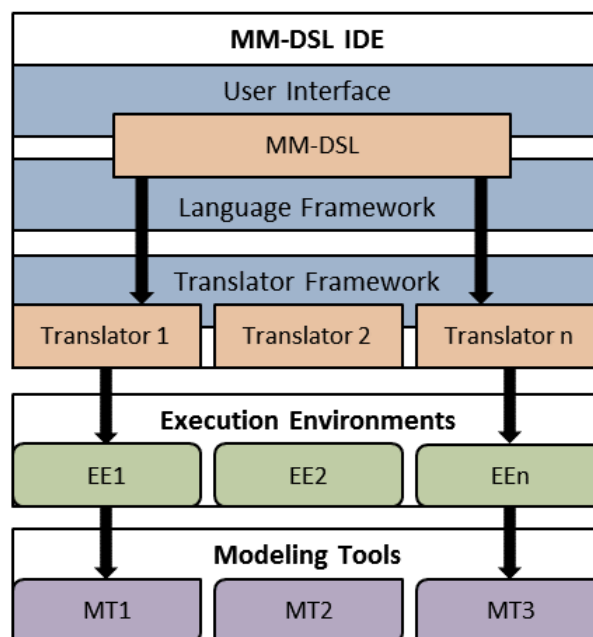 MM-DSL IDE
User Interface
MM-DSL
Language Framework
Translator Framework
Translator 1
Translator 2
Translator n
Execution Environments
EE1
EE2
EEn
Modeling Tools
MT1
MT2
MT3